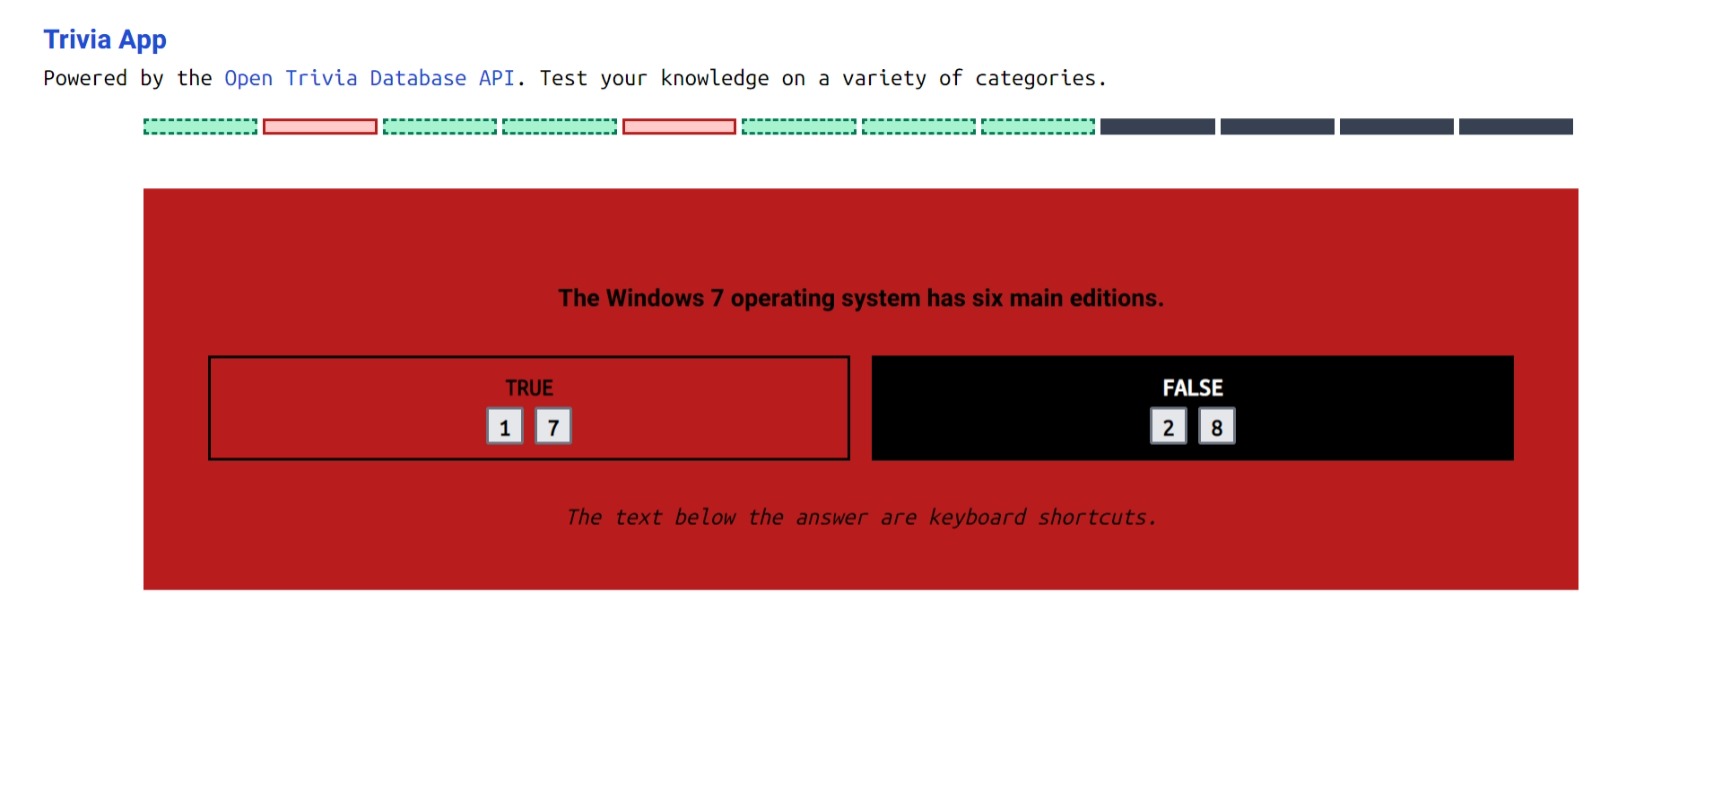 Trivia App
Powered by the Open Trivia Database API. Test your knowledge on a variety of categories.
The Windows 7 operating system has six main editions.
TRUE
1 7
FALSE
2 8
The text below the answer are keyboard shortcuts.